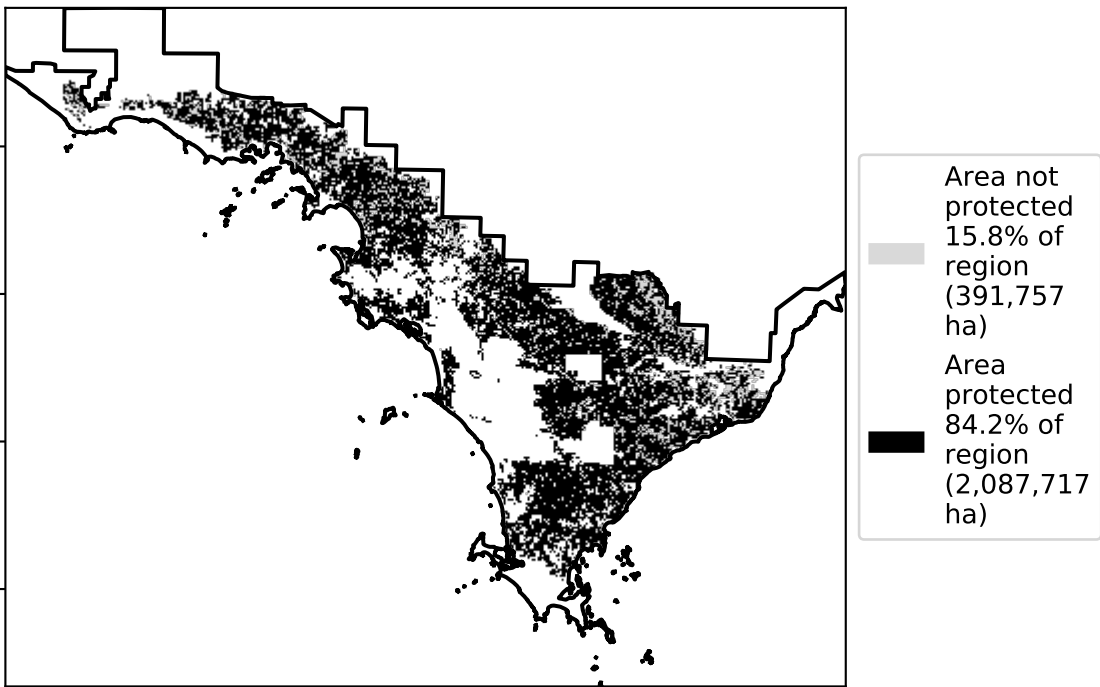 Area not
protected
15.8% of
region
(391,757
ha)
Area
protected
84.2% of
region
(2,087,717
ha)